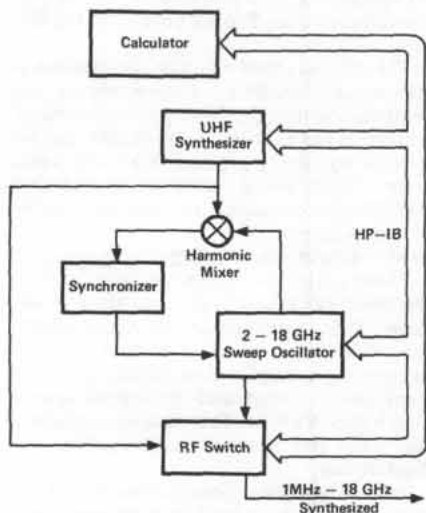 Calculator
UHF
Synthesizer
HP–IB
Harmonic
Mixer
Synchronizer
2 – 18 GHz
Sweep Oscillator
RF Switch
1MHz – 18 GHz
Synthesized